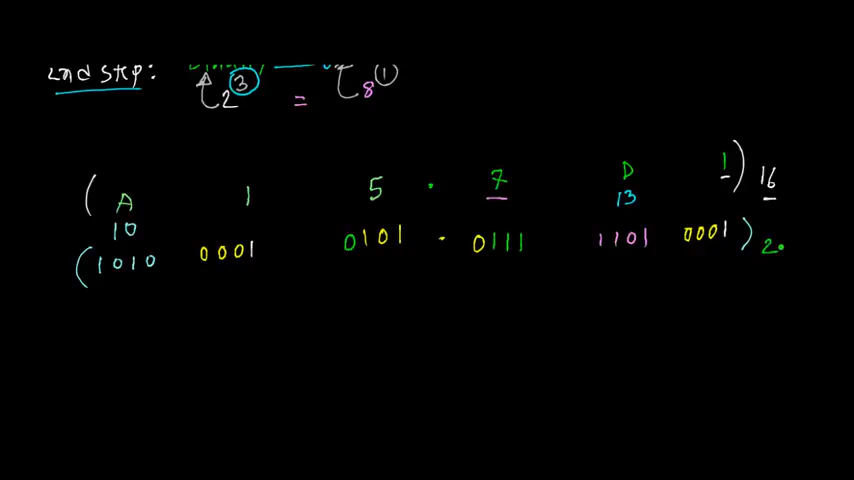 2nd step:
2 3 = 8 1
( A 1 5 . 7 D 1 ) 16
10 13
( 1010 0001 0101 . 0111 1101 0001 ) 2